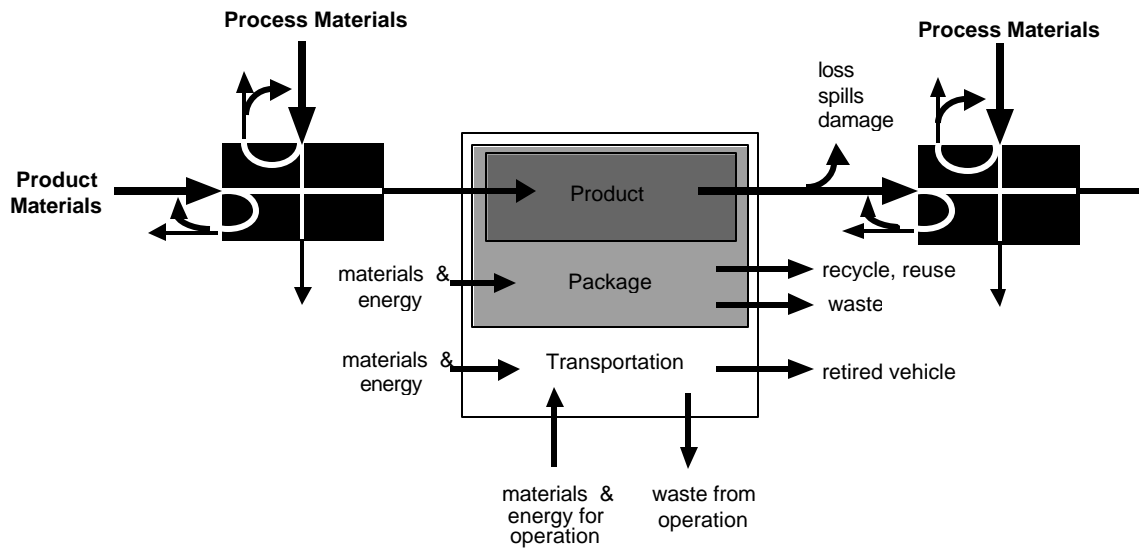 Process Materials
Process Materials
loss
spills
damage
Product
Materials
Product
materials &
energy
Package
recycle, reuse
waste
materials &
energy
Transportation
retired vehicle
materials &
energy for
operation
waste from
operation